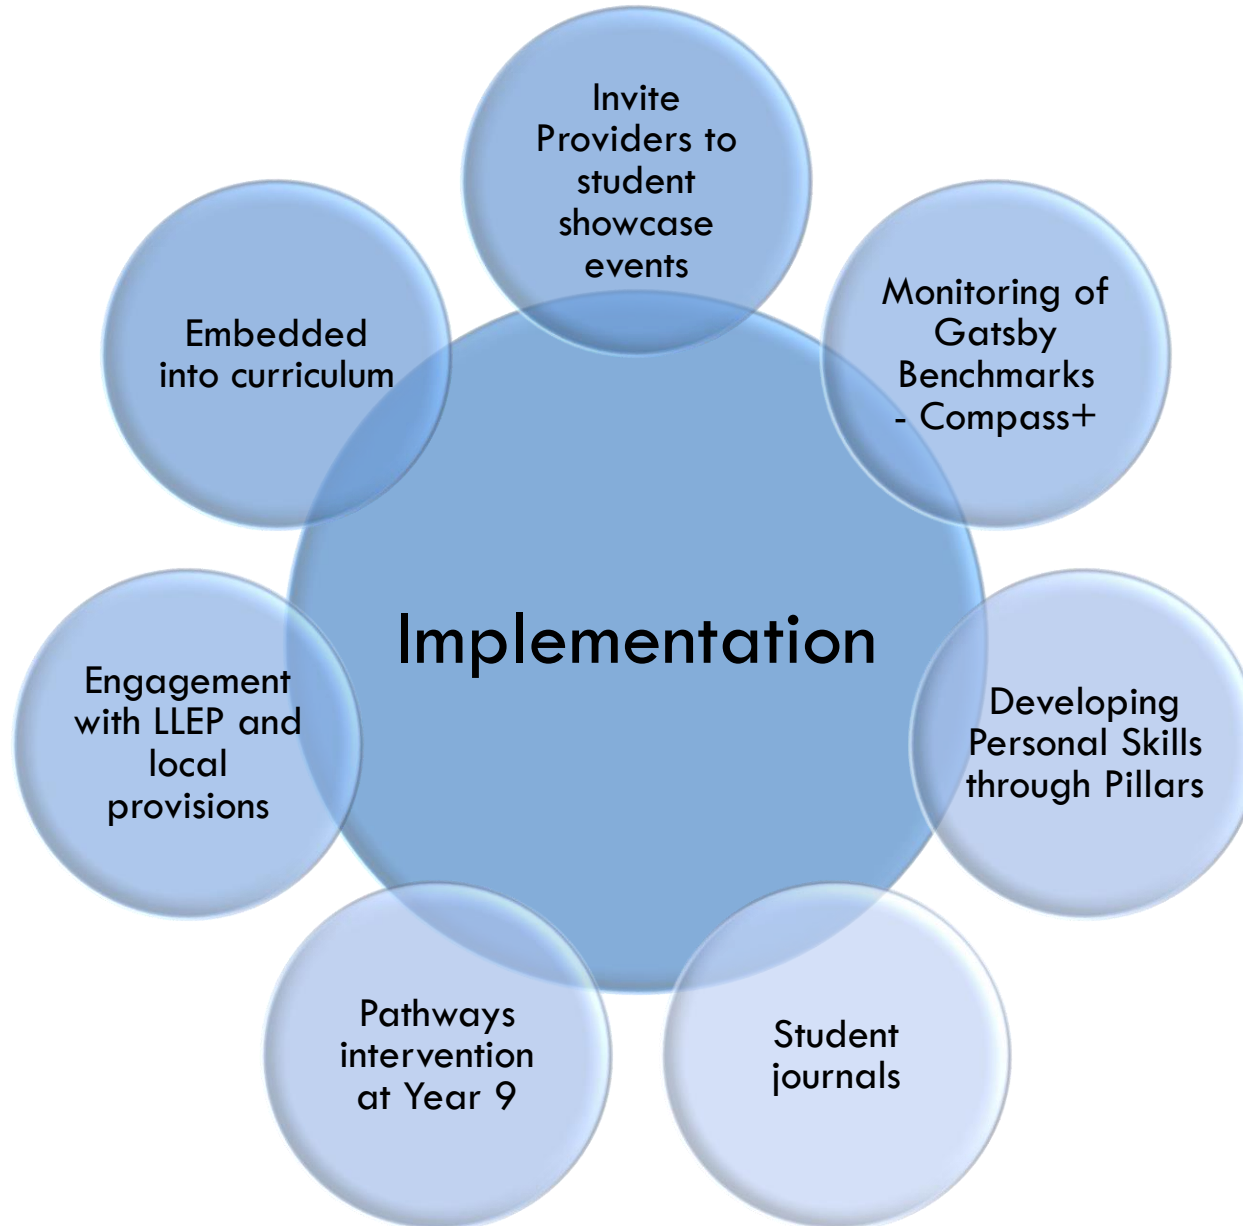 Invite
Providers to
student
showcase
events
Monitoring of
Gatsby
Benchmarks
- Compass+
Developing
Personal Skills
through Pillars
Student
journals
Pathways
intervention
at Year 9
Engagement
with LLEP and
local
provisions
Embedded
into curriculum
Implementation